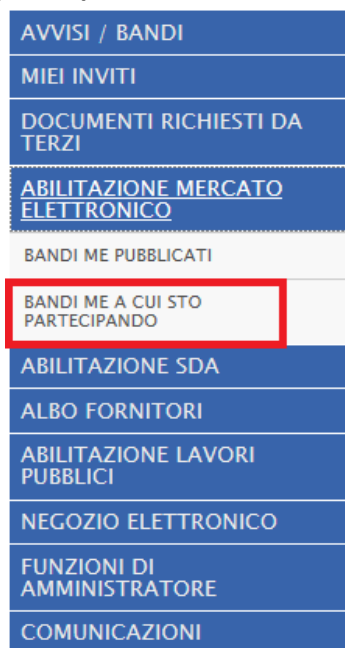 AVVISI / BANDI
MIEI INVITI
DOCUMENTI RICHIESTI DA
TERZI
ABILITAZIONE MERCATO
ELETTRONICO
BANDI ME PUBBLICATI
BANDI ME A CUI STO
PARTECIPANDO
ABILITAZIONE SDA
ALBO FORNITORI
ABILITAZIONE LAVORI
PUBBLICI
NEGOZIO ELETTRONICO
FUNZIONI DI
AMMINISTRATORE
COMUNICAZIONI